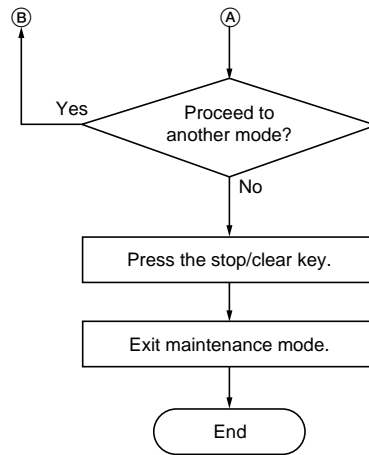 B
A
Yes
Proceed to
another mode?
No
Press the stop/clear key.
Exit maintenance mode.
End